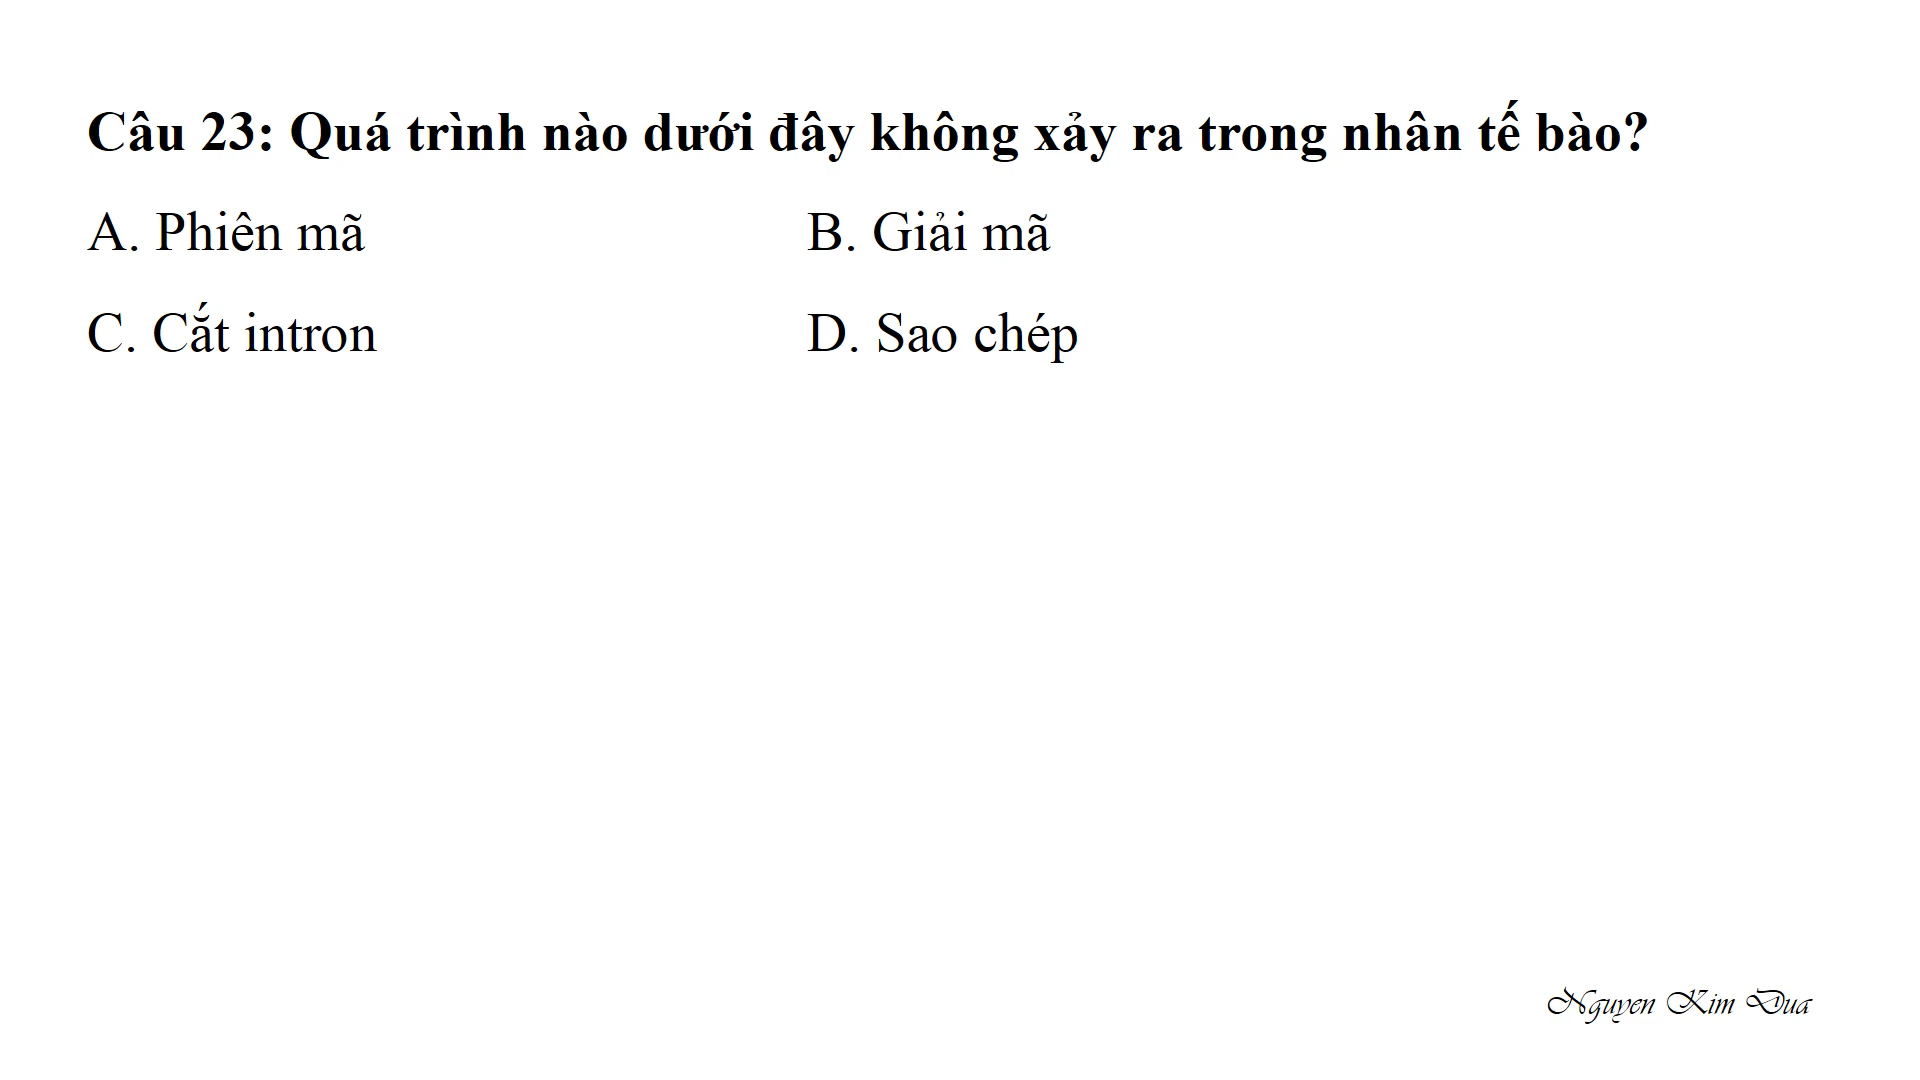 Câu 23: Quá trình nào dưới đây không xảy ra trong nhân tế bào?
A. Phiên mã B. Giải mã
C. Cắt intron D. Sao chép
Nguyen Kim Dua